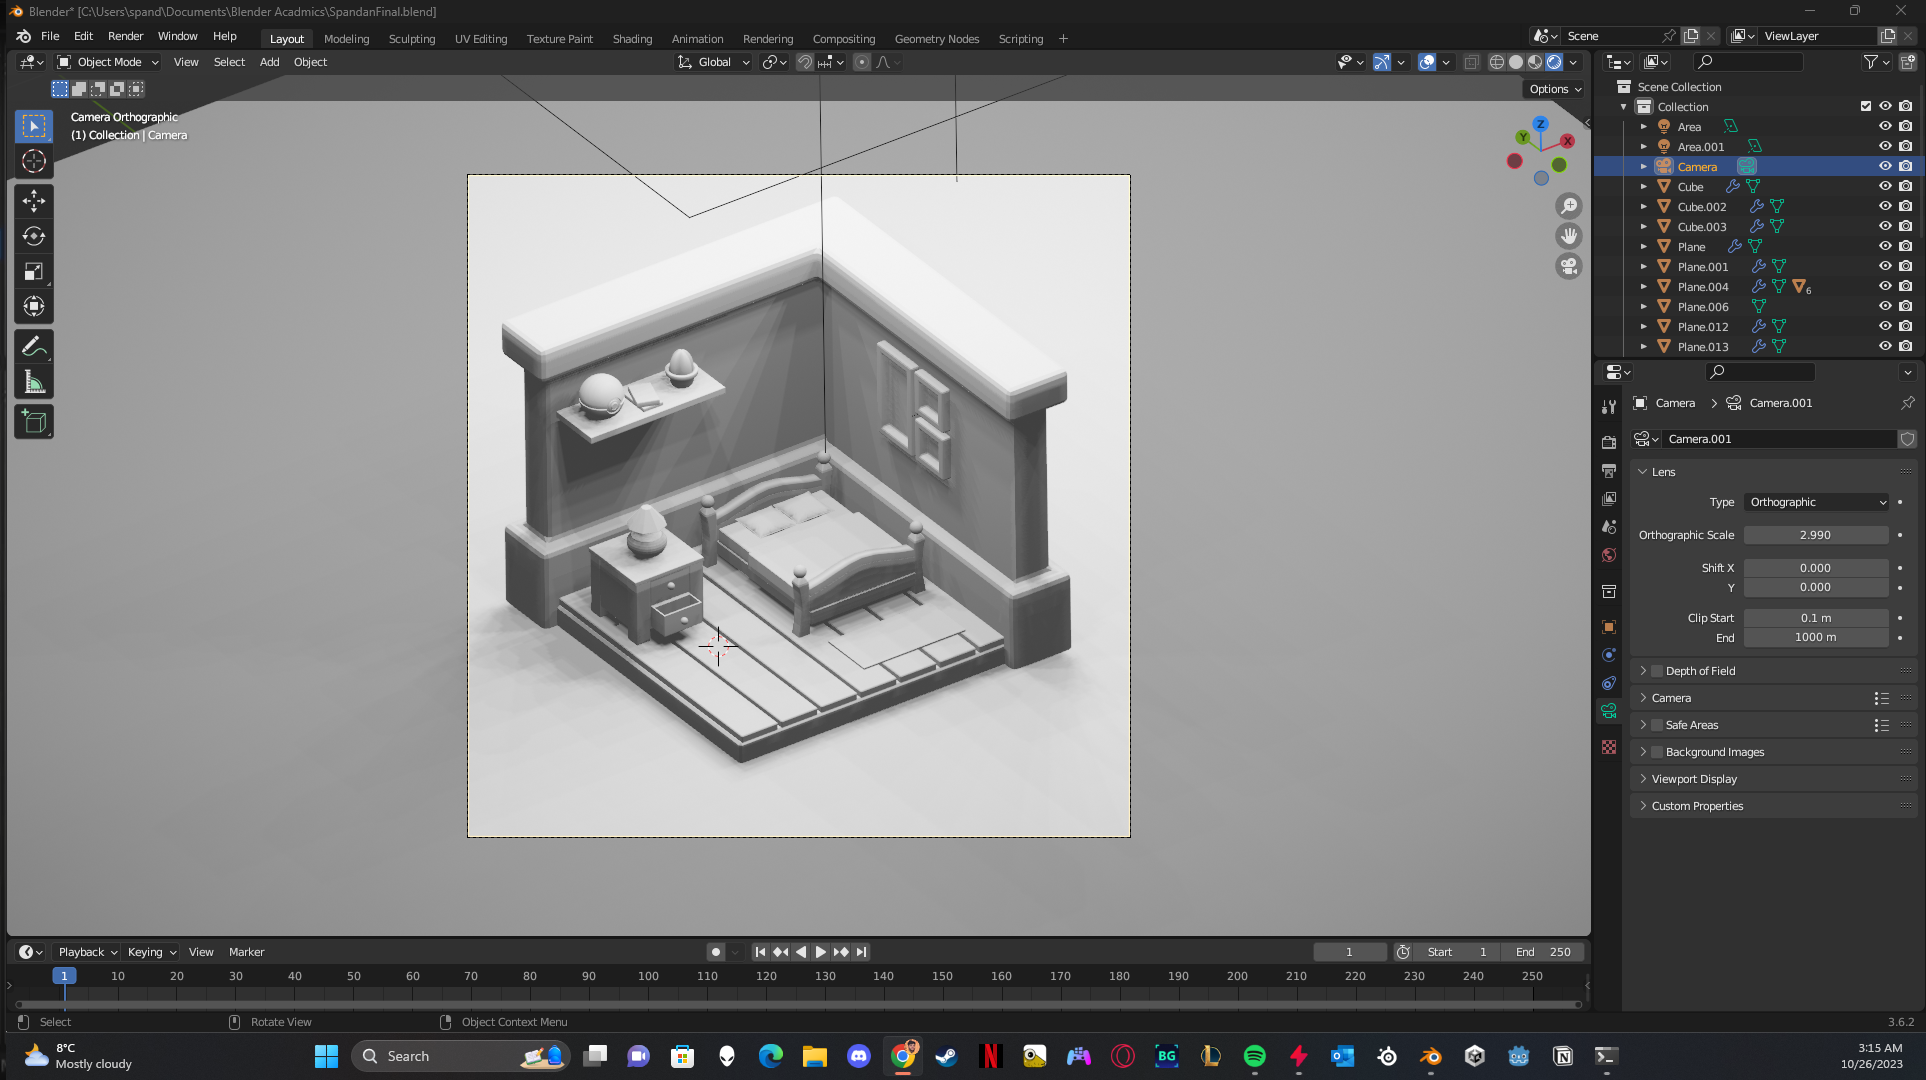 Blender* [C:\Users\spand\Documents\Blender Acadmics\SpandanFinal.blend]
File Edit Render Window Help
Layout Modeling Sculpting UV Editing Texture Paint Shading Animation Rendering Compositing Geometry Nodes Scripting +
Scene
ViewLayer
Object Mode View Select Add Object
Global
Options
Camera Orthographic
(1) Collection | Camera
Z
Y
X
Scene Collection
Collection
Area
Area.001
Camera
Cube
Cube.002
Cube.003
Plane
Plane.001
Plane.004 6
Plane.006
Plane.012
Plane.013
Camera > Camera.001
Camera.001
Lens
Type Orthographic
Orthographic Scale 2.990
Shift X 0.000
Y 0.000
Clip Start 0.1 m
End 1000 m
Depth of Field
Camera
Safe Areas
Background Images
Viewport Display
Custom Properties
Playback Keying View Marker
1 Start 1 End 250
1 10 20 30 40 50 60 70 80 90 100 110 120 130 140 150 160 170 180 190 200 210 220 230 240 250
Select Rotate View Object Context Menu
3.6.2
8°C
Mostly cloudy
Search
N
BG
L
N
3:15 AM
10/26/2023